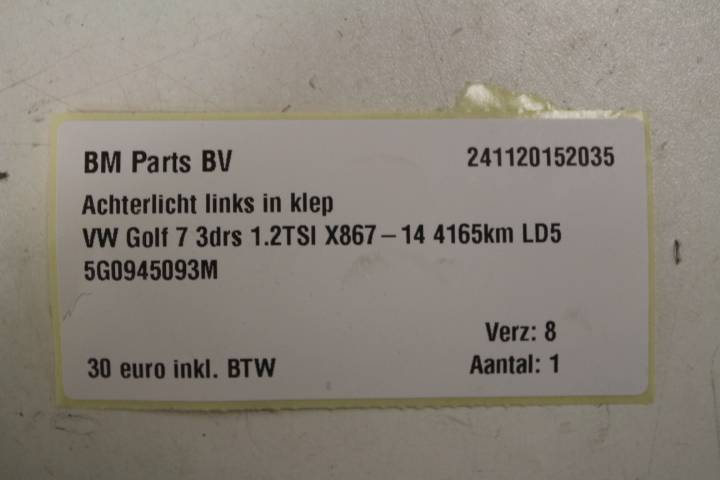 BM Parts BV 241120152035
Achterlicht links in klep
VW Golf 7 3drs 1.2TSI X867-14 4165km LD5
5G0945093M
Verz: 8
30 euro inkl. BTW Aantal: 1